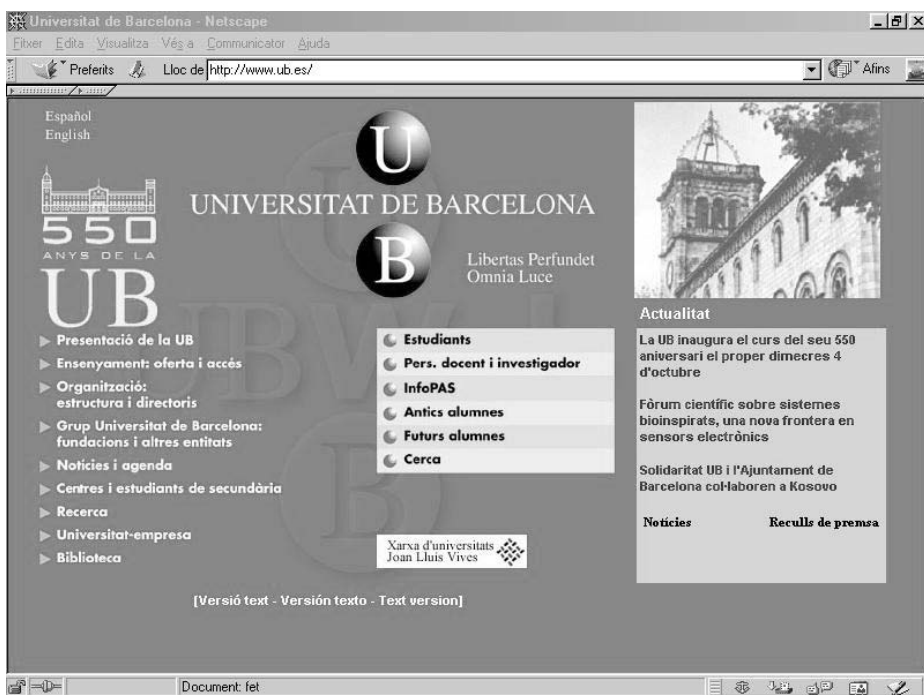 Universitat de Barcelona - Netscape
Fitxer Edita Visualitza Vés a Communicator Ajuda
Preferits Lloc de http://www.ub.es/ Afins
Español
English
U
UNIVERSITAT DE BARCELONA
B
Libertas Perfundet
Omnia Luce
550
ANYS DE LA
UB
Presentació de la UB
Ensenyament: oferta i accés
Organització:
estructura i directoris
Grup Universitat de Barcelona:
fundacions i altres entitats
Notícies i agenda
Centres i estudiants de secundària
Recerca
Universitat-empresa
Biblioteca
Estudiants
Pers. docent i investigador
InfoPAS
Antics alumnes
Futurs alumnes
Cerca
Xarxa d'universitats
Joan Lluís Vives
[Versió text - Versión texto - Text version]
Actualitat
La UB inaugura el curs del seu 550
aniversari el proper dimecres 4
d'octubre
Fòrum científic sobre sistemes
bioinspirats, una nova frontera en
sensors electrònics
Solidaritat UB i l'Ajuntament de
Barcelona col·laboren a Kosovo
Notícies Reculls de premsa
Document: fet